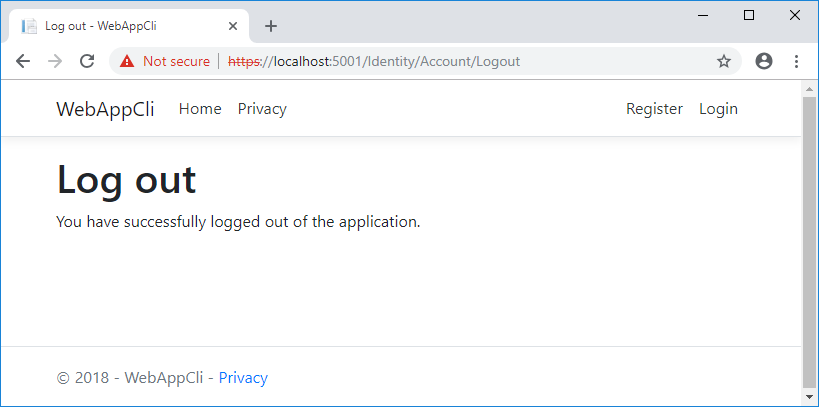 Log out - WebAppCli
Not secure | https://localhost:5001/Identity/Account/Logout
WebAppCli Home Privacy Register Login
Log out
You have successfully logged out of the application.
© 2018 - WebAppCli - Privacy